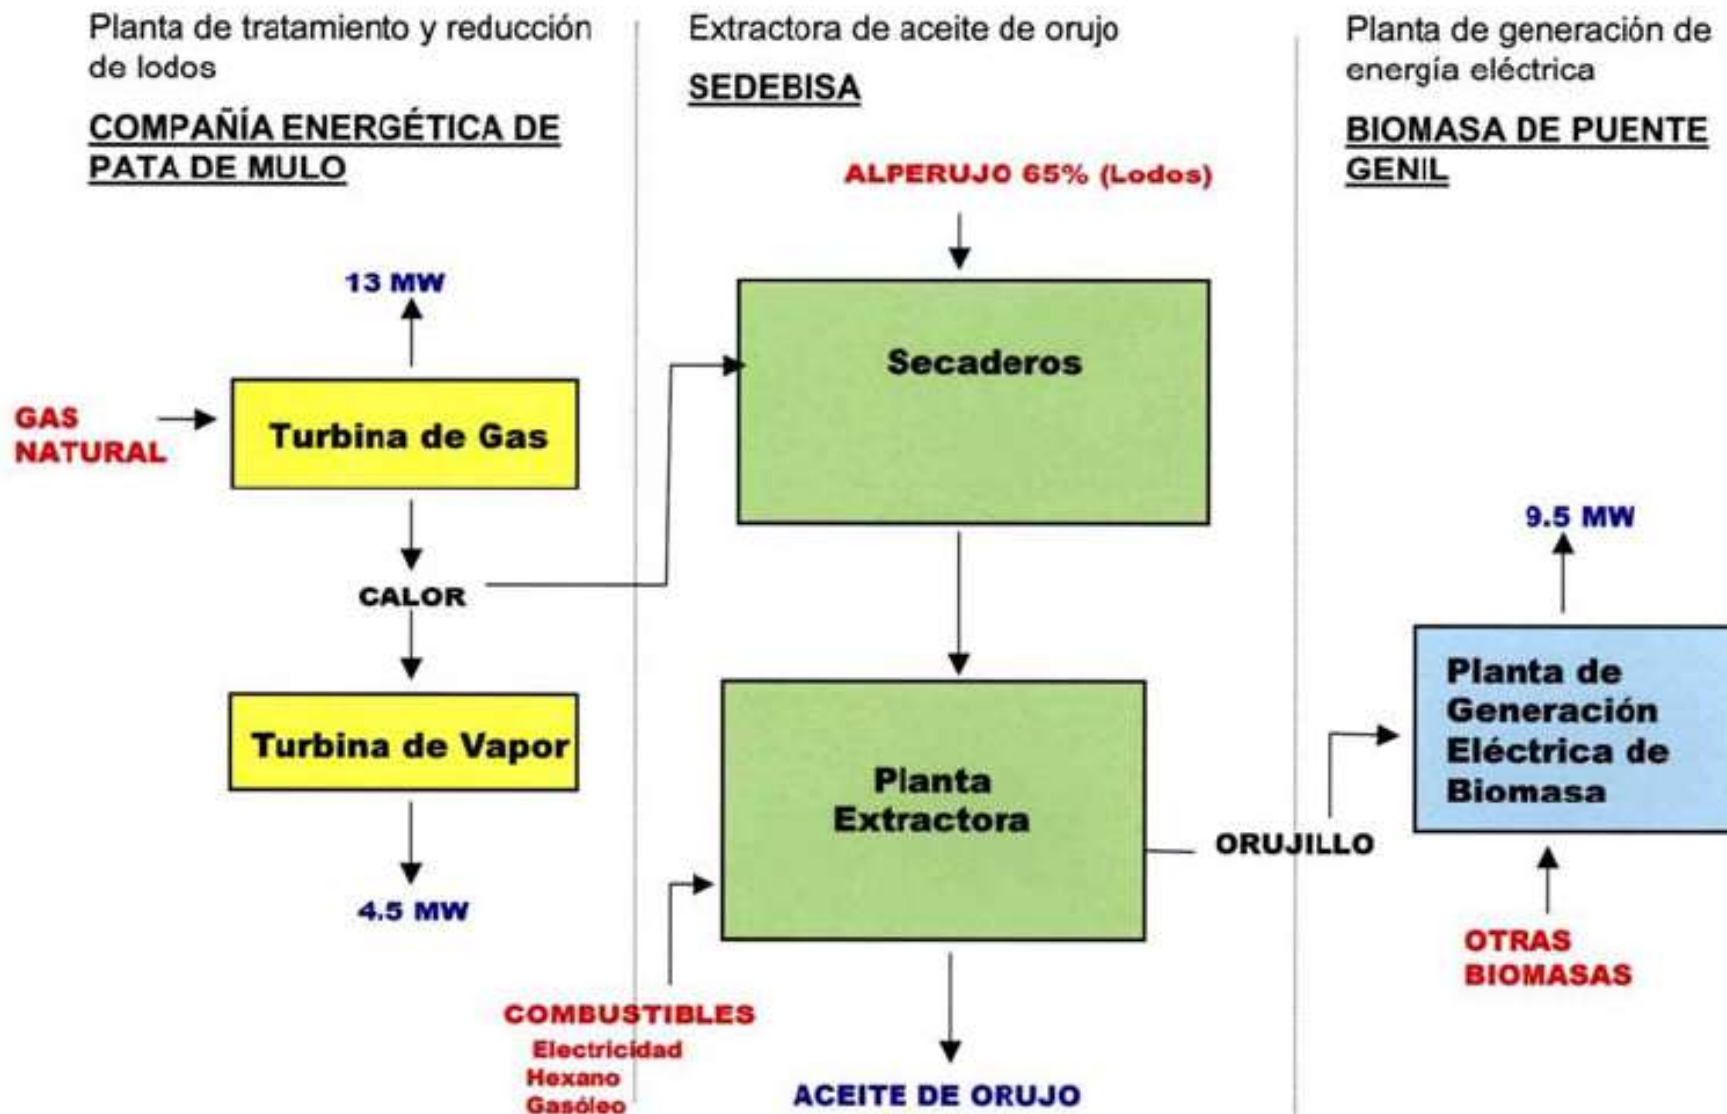 Planta de tratamiento y reducción
de lodos
COMPAÑÍA ENERGÉTICA DE
PATA DE MULO
13 MW
GAS
NATURAL
Turbina de Gas
CALOR
Turbina de Vapor
4.5 MW
Extractora de aceite de orujo
SEDEBISA
ALPERUJO 65% (Lodos)
Secaderos
Planta
Extractora
COMBUSTIBLES
Electricidad
Hexano
Gasóleo
ACEITE DE ORUJO
ORUJILLO
Planta de generación de
energía eléctrica
BIOMASA DE PUENTE
GENIL
9.5 MW
Planta de
Generación
Eléctrica de
Biomasa
OTRAS
BIOMASAS